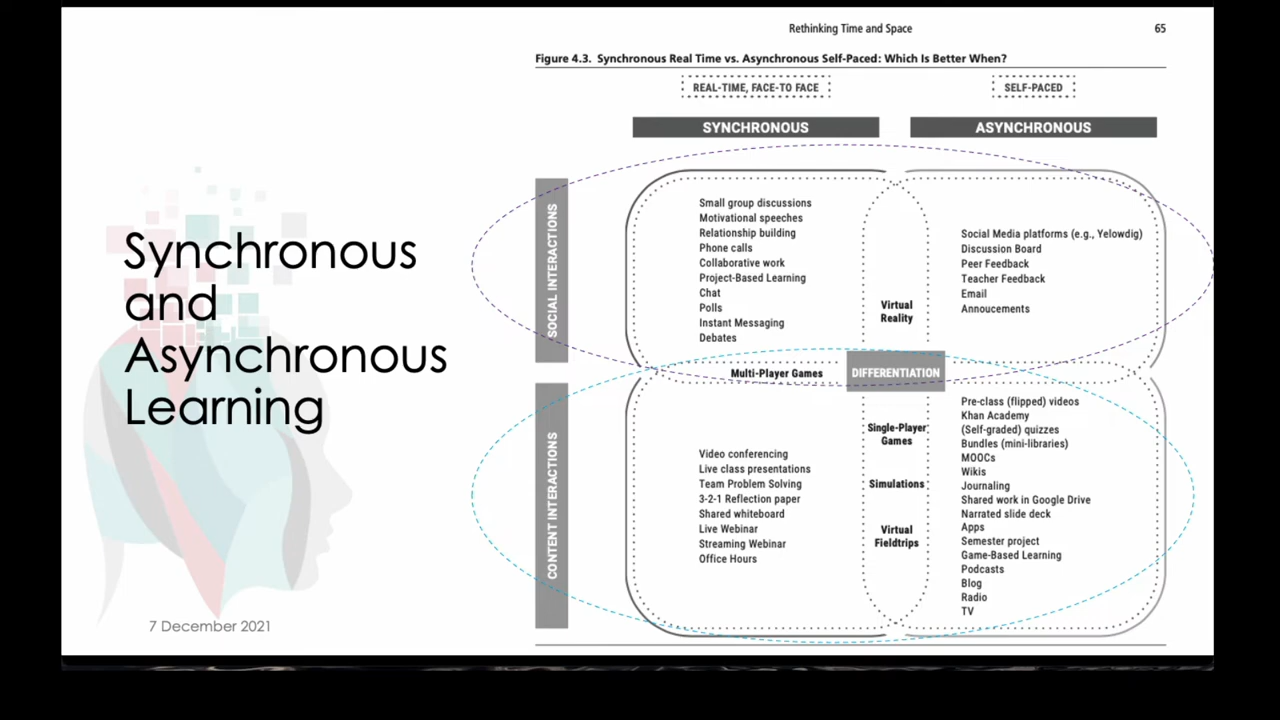 Rethinking Time and Space 65
Figure 4.3. Synchronous Real Time vs. Asynchronous Self-Paced: Which Is Better When?
REAL-TIME, FACE-TO FACE
SELF-PACED
SYNCHRONOUS
ASYNCHRONOUS
Synchronous
and
Asynchronous
Learning
7 December 2021
SOCIAL INTERACTIONS
Small group discussions
Motivational speeches
Relationship building
Phone calls
Collaborative work
Project-Based Learning
Chat
Polls
Instant Messaging
Debates
Virtual
Reality
Social Media platforms (e.g., Yelowdig)
Discussion Board
Peer Feedback
Teacher Feedback
Email
Annoucements
Multi-Player Games
DIFFERENTIATION
CONTENT INTERACTIONS
Video conferencing
Live class presentations
Team Problem Solving
3-2-1 Reflection paper
Shared whiteboard
Live Webinar
Streaming Webinar
Office Hours
Single-Player
Games
Simulations
Virtual
Fieldtrips
Pre-class (flipped) videos
Khan Academy
(Self-graded) quizzes
Bundles (mini-libraries)
MOOCs
Wikis
Journaling
Shared work in Google Drive
Narrated slide deck
Apps
Semester project
Game-Based Learning
Podcasts
Blog
Radio
TV